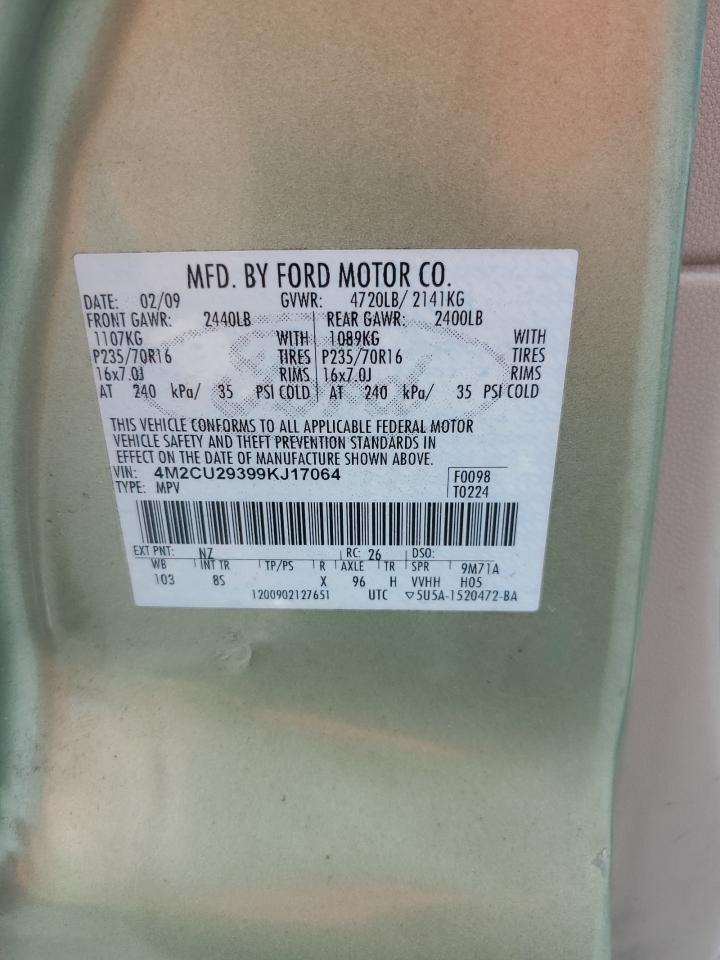 MFD. BY FORD MOTOR CO.
DATE: 02/09 GVWR: 4720LB/ 2141KG
FRONT GAWR: 2440LB REAR GAWR: 2400LB
1107KG WITH 1089KG WITH
P235/70R16 TIRES P235/70R16 TIRES
16x7.0J RIMS 16x7.0J RIMS
AT 240 kPa/ 35 PSI COLD AT 240 kPa/ 35 PSI COLD
THIS VEHICLE CONFORMS TO ALL APPLICABLE FEDERAL MOTOR
VEHICLE SAFETY AND THEFT PREVENTION STANDARDS IN
EFFECT ON THE DATE OF MANUFACTURE SHOWN ABOVE.
VIN: 4M2CU29399KJ17064 F0098
TYPE: MPV T0224
EXT PNT: NZ RC: 26 DSO:
WB INT TR TP/PS R AXLE TR SPR 9M71A
103 8S X 96 H VVHH H05
1200902127651 UTC ▽5U5A-1520472-BA